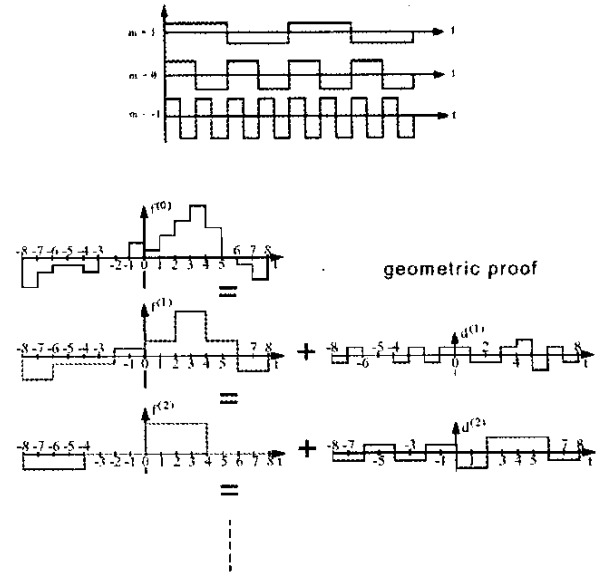 m = 1 t
m = 0 t
m = -1 t
f(0)
-8 -7 -6 -5 -4 -3 -2 -1 0 1 2 3 4 5 6 7 8 t
=
geometric proof
f(1)
-8 -7 -6 -5 -4 -3 -1 0 1 2 3 4 5 6 7 8 t
+
d(1)
-8 -6 -5 -4 0 2 4 8 t
=
f(2)
-8 -7 -6 -5 -4 -3 -2 -1 0 1 2 3 4 5 6 7 8 t
+
d(2)
-8 -7 -5 -3 -1 1 3 4 5 7 8 t
=